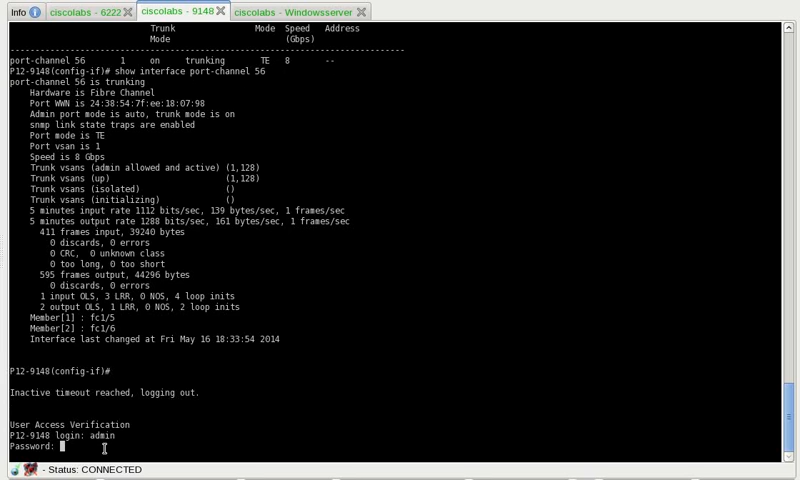 Info ciscolabs - 6222 ciscolabs - 9148 ciscolabs - Windowsserver
Trunk Mode Speed Address
Mode (Gbps)
--------------------------------------------------------------------------------
port-channel 56 1 on trunking TE 8 --
P12-9148(config-if)# show interface port-channel 56
port-channel 56 is trunking
Hardware is Fibre Channel
Port WWN is 24:38:54:7f:ee:18:07:98
Admin port mode is auto, trunk mode is on
snmp link state traps are enabled
Port mode is TE
Port vsan is 1
Speed is 8 Gbps
Trunk vsans (admin allowed and active) (1,128)
Trunk vsans (up) (1,128)
Trunk vsans (isolated) ()
Trunk vsans (initializing) ()
5 minutes input rate 1112 bits/sec, 139 bytes/sec, 1 frames/sec
5 minutes output rate 1288 bits/sec, 161 bytes/sec, 1 frames/sec
411 frames input, 39240 bytes
0 discards, 0 errors
0 CRC, 0 unknown class
0 too long, 0 too short
595 frames output, 44296 bytes
0 discards, 0 errors
1 input OLS, 3 LRR, 0 NOS, 4 loop inits
2 output OLS, 1 LRR, 0 NOS, 2 loop inits
Member[1] : fc1/5
Member[2] : fc1/6
Interface last changed at Fri May 16 18:33:54 2014
P12-9148(config-if)#
Inactive timeout reached, logging out.
User Access Verification
P12-9148 login: admin
Password:
- Status: CONNECTED